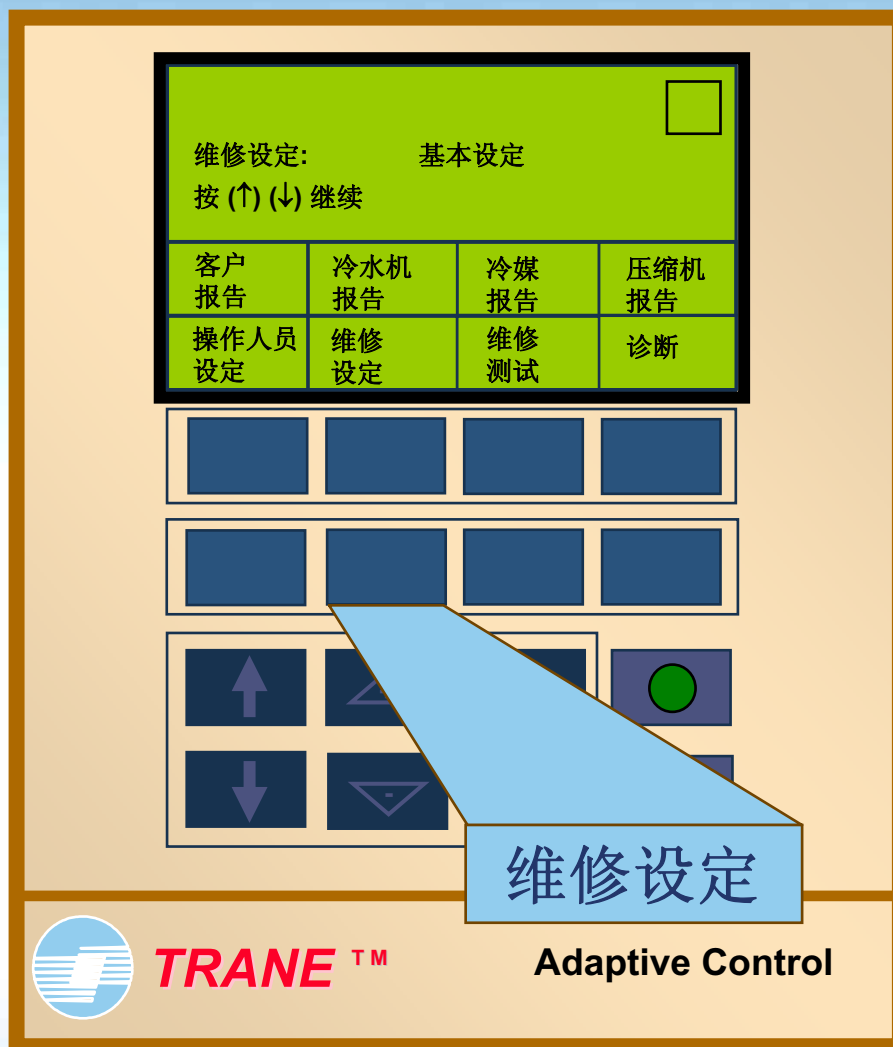 维修设定: 基本设定
按 (↑) (↓) 继续
客户 冷水机 冷媒 压缩机
报告 报告 报告 报告
操作人员 维修 维修 诊断
设定 设定 测试
维修设定
TRANE TM Adaptive Control